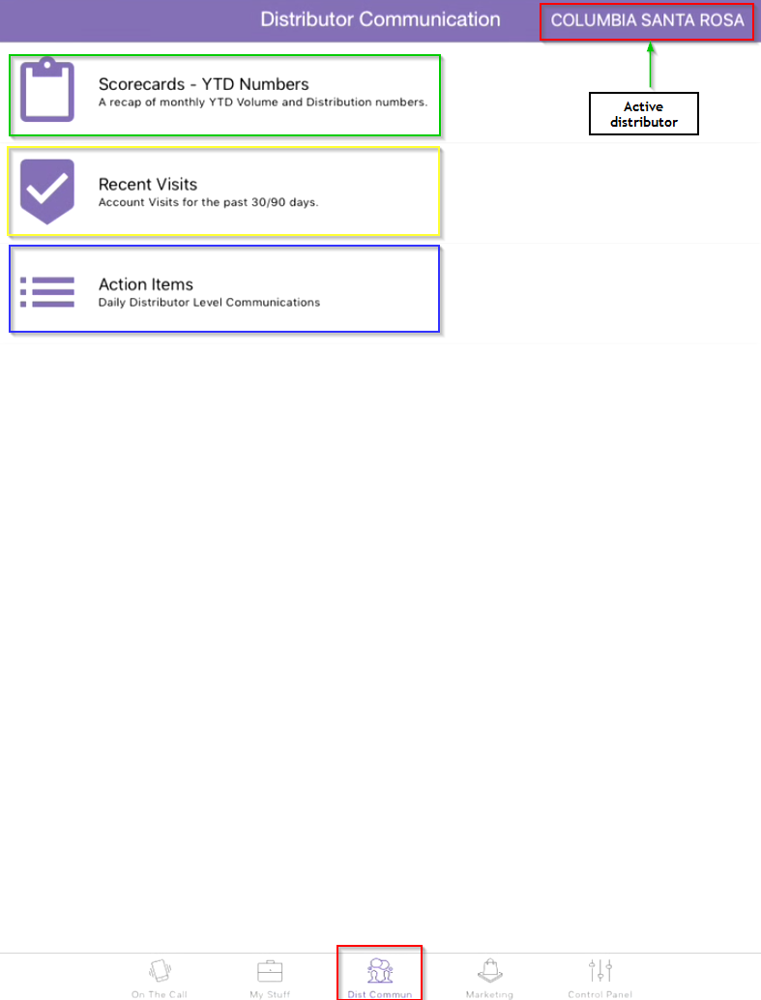 Distributor Communication
COLUMBIA SANTA ROSA
Active
distributor
Scorecards - YTD Numbers
A recap of monthly YTD Volume and Distribution numbers.
Recent Visits
Account Visits for the past 30/90 days.
Action Items
Daily Distributor Level Communications
On The Call
My Stuff
Dist Commun
Marketing
Control Panel